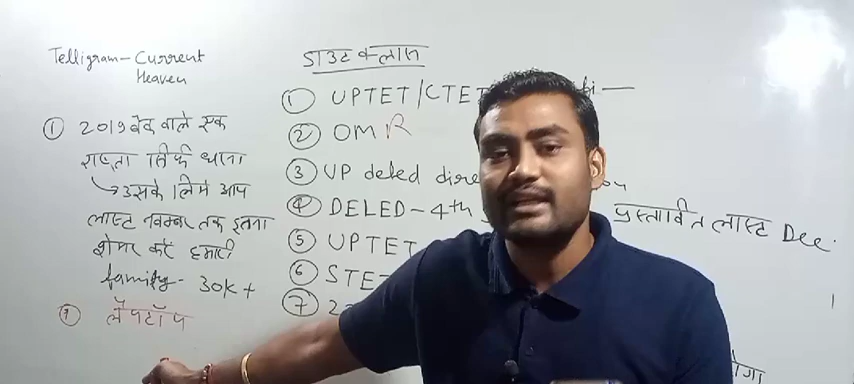 Telligram - Current
Heaven
① 2019 बैच वाले एक
रास्ता सिर्फ धरना
↳ उसके लिये आप
लास्ट नवम्बर तक इतना
शेयर करें हमारी
family - 30K +
लैपटॉप
डाउट क्लास
① UPTET/CTET
② OMR
③ UP deled dire
④ DELED - 4th
प्रस्तावित लास्ट Dec.
⑤ UPTET
⑥ STET
⑦ 2